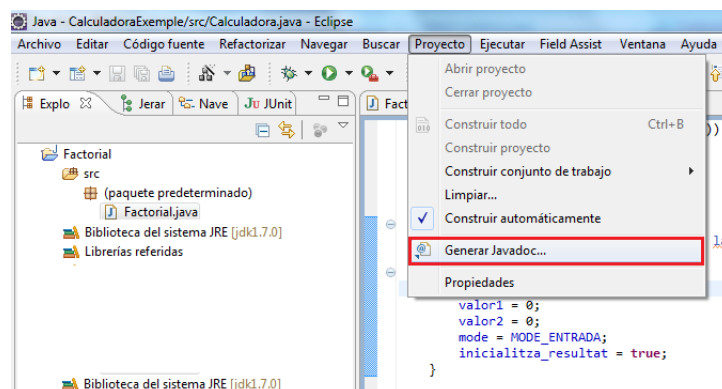 Java - CalculadoraExemple/src/Calculadora.java - Eclipse
Archivo Editar Código fuente Refactorizar Navegar Buscar Proyecto Ejecutar Field Assist Ventana Ayuda
Explo Jerar Nave JUnit Fact
Abrir proyecto
Cerrar proyecto
Construir todo Ctrl+B
Construir proyecto
Construir conjunto de trabajo
Limpiar...
Construir automáticamente
Generar Javadoc...
Propiedades
Factorial
src
(paquete predeterminado)
Factorial.java
Biblioteca del sistema JRE [jdk1.7.0]
Librerías referidas
))
valor1 = 0;
valor2 = 0;
mode = MODE_ENTRADA;
inicialitza_resultat = true;
}
Biblioteca del sistema JRE [jdk1.7.0]